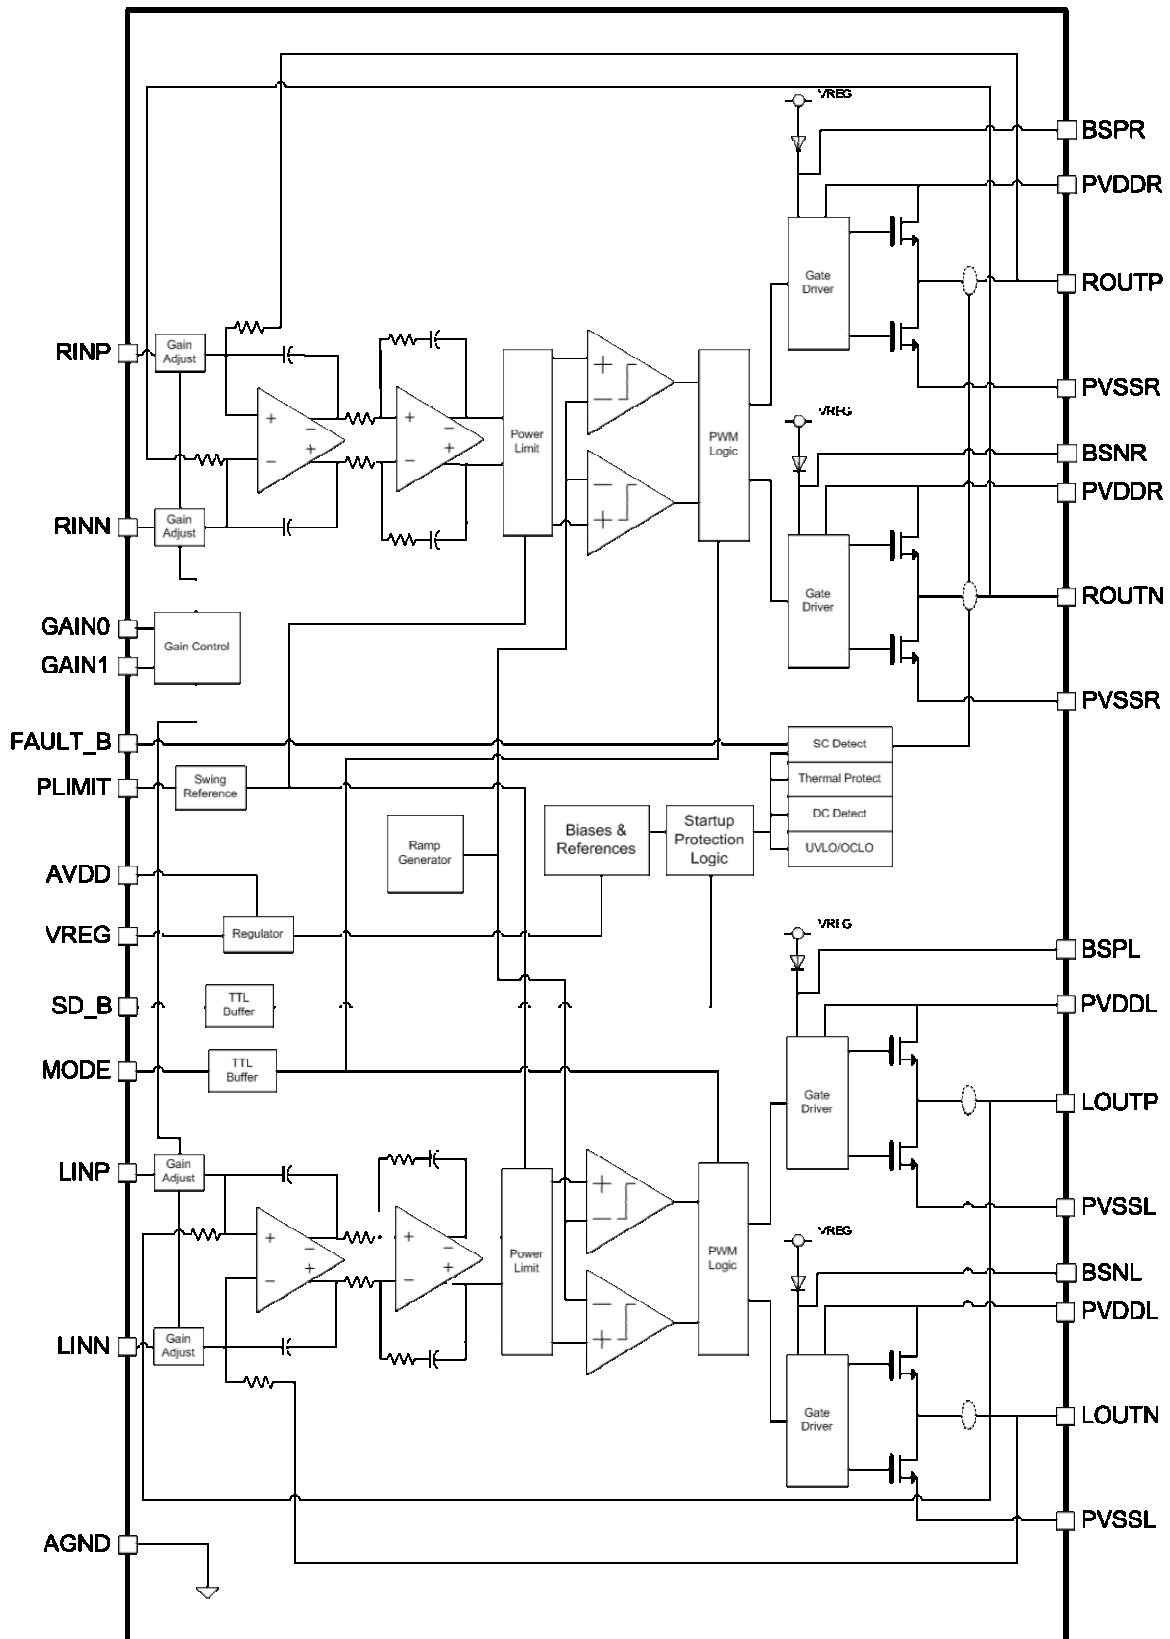 VREG
BSPR
PVDDR
Gate
Driver
ROUTP
RINP
Gain
Adjust
PVSSR
+
−
−
+
+
−
−
+
Power
Limit
+
−
−
+
PWM
Logic
VREG
BSNR
PVDDR
RINN
Gain
Adjust
Gate
Driver
ROUTN
GAIN0
GAIN1
Gain Control
PVSSR
FAULT_B
SC Detect
Thermal Protect
DC Detect
UVLO/OCLO
PLIMIT
Swing
Reference
Ramp
Generator
Biases &
References
Startup
Protection
Logic
AVDD
VREG
Regulator
VREG
BSPL
SD_B
TTL
Buffer
PVDDL
MODE
TTL
Buffer
Gate
Driver
LOUTP
LINP
Gain
Adjust
PVSSL
+
−
−
+
+
−
−
+
Power
Limit
+
−
−
+
PWM
Logic
VREG
BSNL
PVDDL
LINN
Gain
Adjust
Gate
Driver
LOUTN
PVSSL
AGND